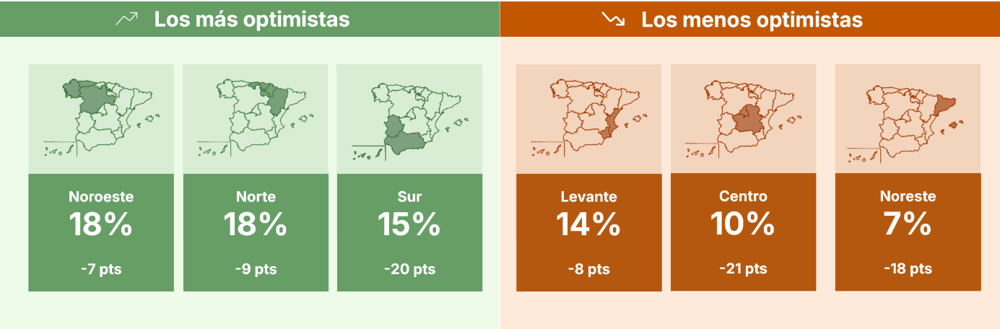 Los más optimistas
Noroeste
18%
-7 pts
Norte
18%
-9 pts
Sur
15%
-20 pts
Los menos optimistas
Levante
14%
-8 pts
Centro
10%
-21 pts
Noreste
7%
-18 pts